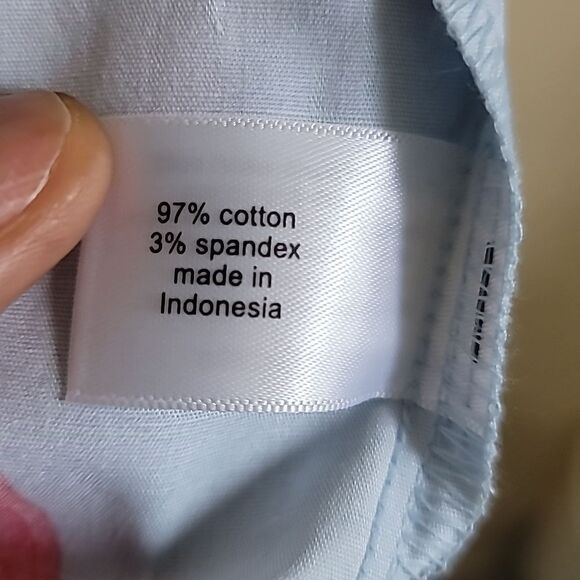 97% cotton
3% spandex
made in
Indonesia